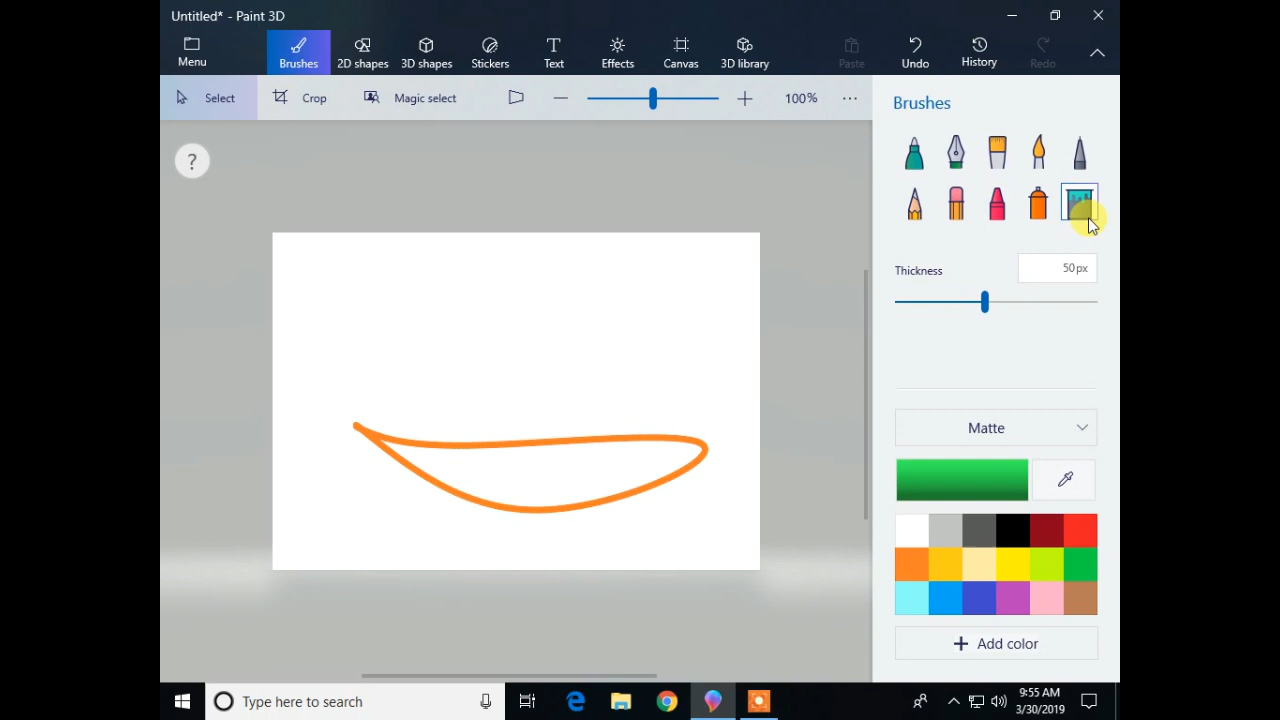 Untitled* - Paint 3D
Menu
Brushes
2D shapes
3D shapes
Stickers
Text
Effects
Canvas
3D library
Paste
Undo
History
Redo
Select
Crop
Magic select
100%
?
Brushes
Thickness
50px
Matte
Add color
Type here to search
9:55 AM
3/30/2019